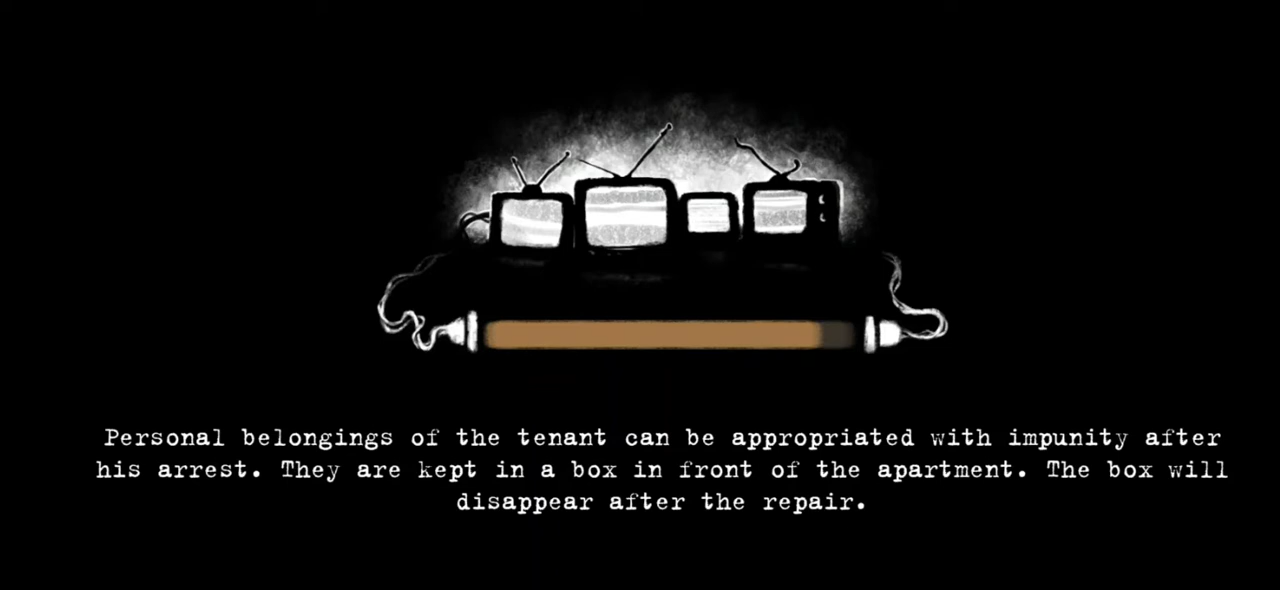 Personal belongings of the tenant can be appropriated with impunity after
his arrest. They are kept in a box in front of the apartment. The box will
disappear after the repair.